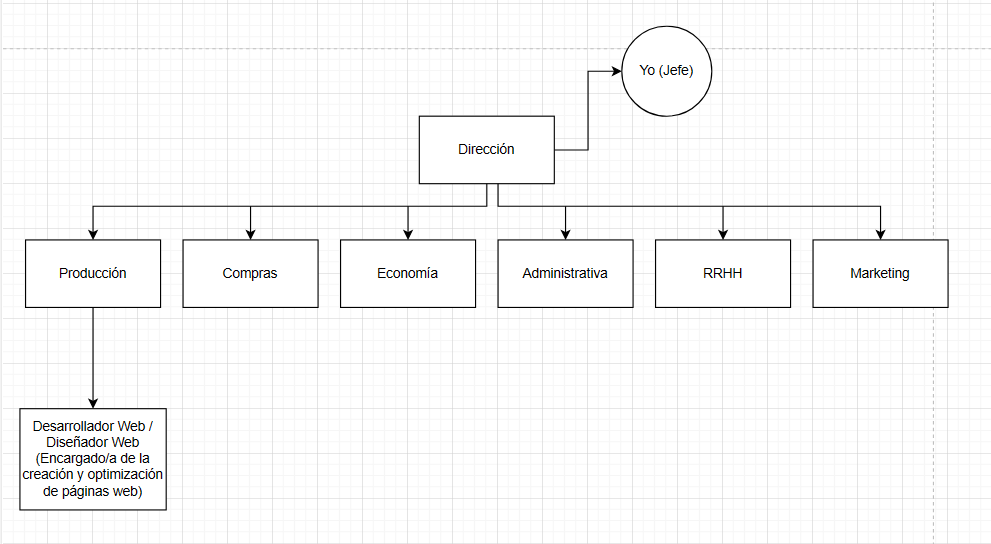 Yo (Jefe)
Dirección
Producción
Compras
Economía
Administrativa
RRHH
Marketing
Desarrollador Web /
Diseñador Web
(Encargado/a de la
creación y optimización
de páginas web)